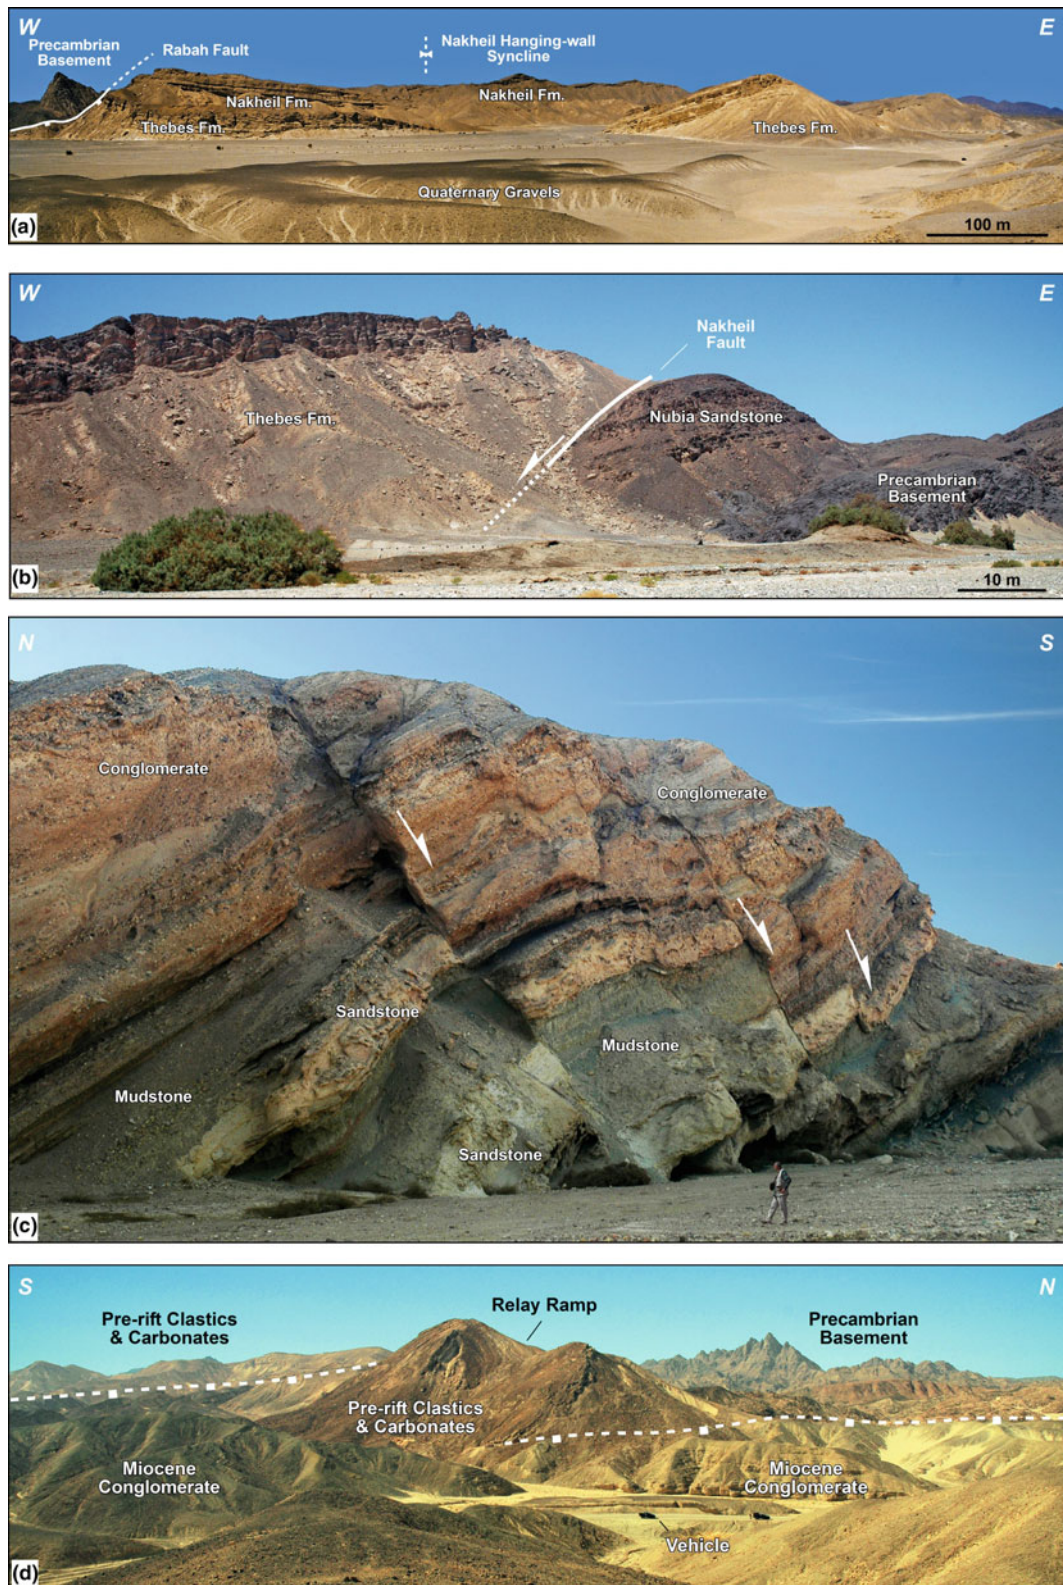 W
E
Precambrian
Basement
Rabah Fault
Nakheil Hanging-wall
Syncline
Nakheil Fm.
Nakheil Fm.
Thebes Fm.
Thebes Fm.
Quaternary Gravels
(a)
100 m
W
E
Nakheil
Fault
Thebes Fm.
Nubia Sandstone
Precambrian
Basement
(b)
10 m
N
S
Conglomerate
Conglomerate
Sandstone
Mudstone
Mudstone
Sandstone
(c)
S
N
Pre-rift Clastics
& Carbonates
Relay Ramp
Precambrian
Basement
Pre-rift Clastics
& Carbonates
Miocene
Conglomerate
Miocene
Conglomerate
Vehicle
(d)